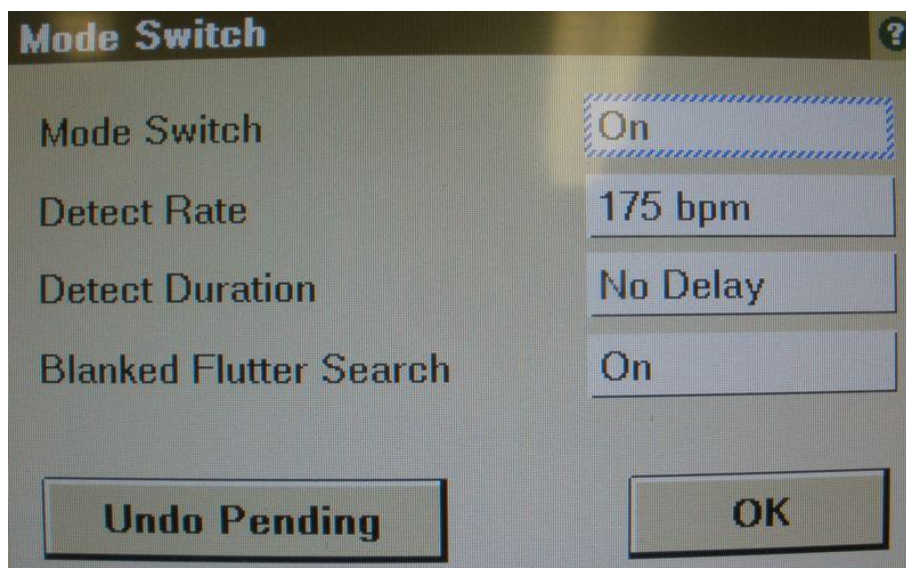 Mode Switch ?
Mode Switch On
Detect Rate 175 bpm
Detect Duration No Delay
Blanked Flutter Search On
Undo Pending OK